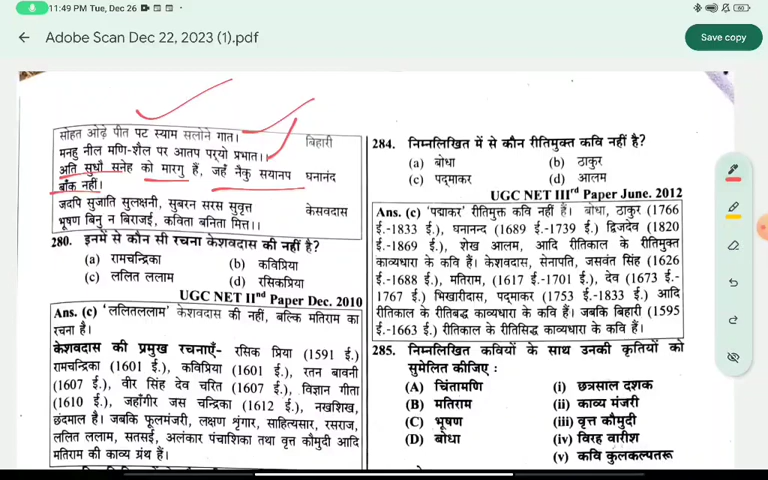 11:49 PM Tue, Dec 26
60
Adobe Scan Dec 22, 2023 (1).pdf
Save copy
सोहत ओढ़े पीत पट स्याम सलोने गात।
मनहु नील मणि-शैल पर आतप पर्‌यो प्रभात।।
बिहारी
अति सुधौ सनेह को मारगु हैं, जहँ नैकु सयानप
बाँक नहीं।
घनानंद
जदपि सुजाति सुलक्षनी, सुबरन सरस सुवृत्त
भूषण बिनु न बिराजई, कविता बनिता मित्त।।
केसवदास
280. इनमें से कौन सी रचना केशवदास की नहीं है?
(a) रामचन्द्रिका (b) कविप्रिया
(c) ललित ललाम (d) रसिकप्रिया
UGC NET IInd Paper Dec. 2010
Ans. (c) 'ललितललाम' केशवदास की नहीं, बल्कि मतिराम का
रचना है।
केशवदास की प्रमुख रचनाएँ- रसिक प्रिया (1591 ई.)
रामचन्द्रिका (1601 ई.), कविप्रिया (1601 ई.), रतन बावनी
(1607 ई.), वीर सिंह देव चरित (1607 ई.), विज्ञान गीता
(1610 ई.), जहाँगीर जस चन्द्रिका (1612 ई.), नखशिख,
छंदमाल है। जबकि फूलमंजरी, लक्षण शृंगार, साहित्यसार, रसराज,
ललित ललाम, सतसई, अलंकार पंचाशिका तथा वृत्त कौमुदी आदि
मतिराम की काव्य ग्रंथ हैं।
284. निम्नलिखित में से कौन रीतिमुक्त कवि नहीं है?
(a) बोधा (b) ठाकुर
(c) पद्माकर (d) आलम
UGC NET IIIrd Paper June. 2012
Ans. (c) 'पद्माकर' रीतिमुक्त कवि नहीं हैं। बोधा, ठाकुर (1766
ई.-1833 ई.), घनानन्द (1689 ई.-1739 ई.) द्विजदेव (1820
ई.-1869 ई.), शेख आलम, आदि रीतिकाल के रीतिमुक्त
काव्यधारा के कवि हैं। केशवदास, सेनापति, जसवंत सिंह (1626
ई.-1688 ई.), मतिराम, (1617 ई.-1701 ई.), देव (1673 ई.-
1767 ई.) भिखारीदास, पद्माकर (1753 ई.-1833 ई.) आदि
रीतिकाल के रीतिबद्ध काव्यधारा के कवि हैं। जबकि बिहारी (1595
ई.-1663 ई.) रीतिकाल के रीतिसिद्ध काव्यधारा के कवि हैं।
285. निम्नलिखित कवियों के साथ उनकी कृतियों को
सुमेलित कीजिए :
(A) चिंतामणि (i) छत्रसाल दशक
(B) मतिराम (ii) काव्य मंजरी
(C) भूषण (iii) वृत्त कौमुदी
(D) बोधा (iv) विरह वारीश
(v) कवि कुलकल्पतरू